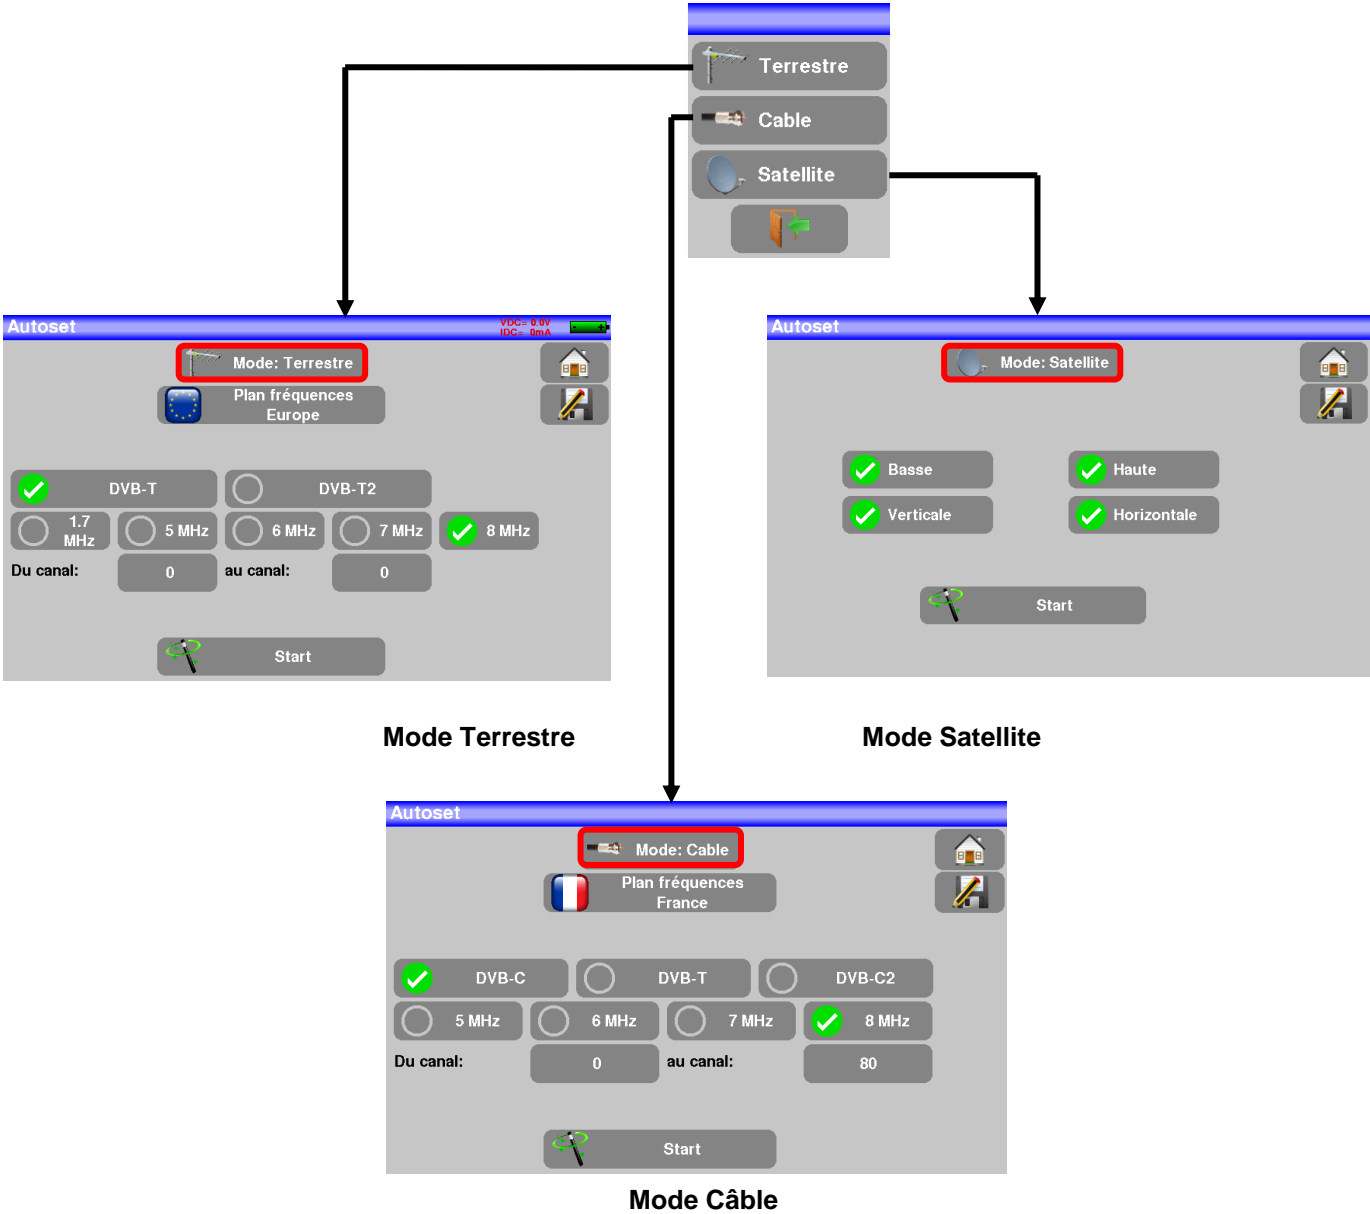 Terrestre
Cable
Satellite
Autoset
VDC= 0.0V
IDC= 0mA
Mode: Terrestre
Plan fréquences
Europe
DVB-T
DVB-T2
1.7
MHz
5 MHz
6 MHz
7 MHz
8 MHz
Du canal:
0
au canal:
0
Start
Mode Terrestre
Autoset
Mode: Satellite
Basse
Haute
Verticale
Horizontale
Start
Mode Satellite
Autoset
Mode: Cable
Plan fréquences
France
DVB-C
DVB-T
DVB-C2
5 MHz
6 MHz
7 MHz
8 MHz
Du canal:
0
au canal:
80
Start
Mode Câble